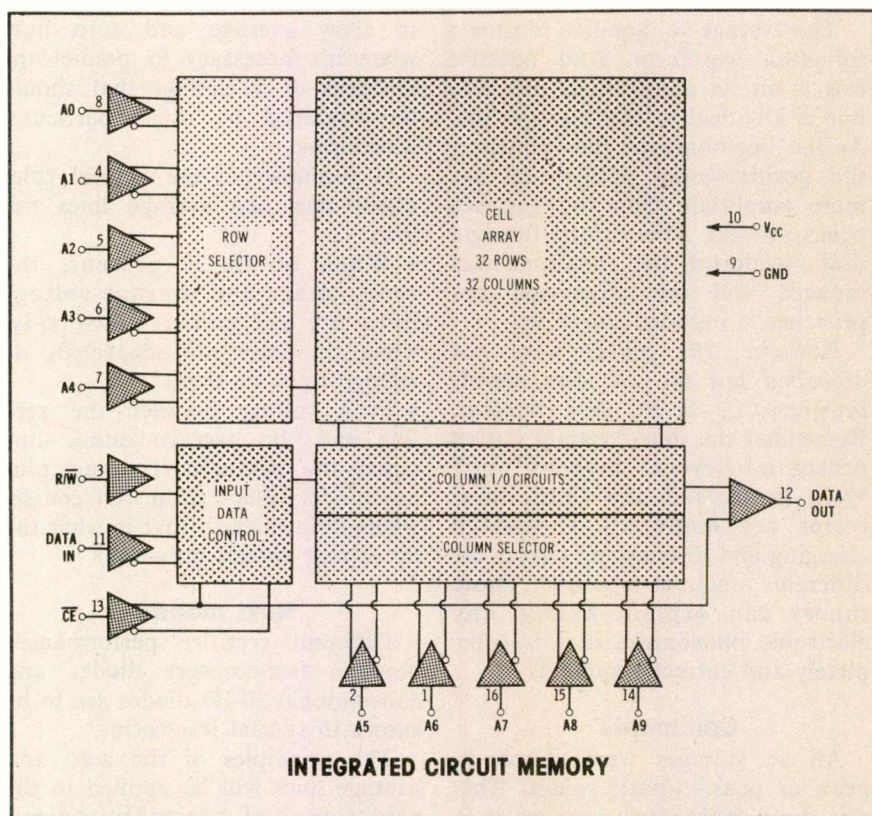 A0
8
A1
4
A2
5
A3
6
A4
7
ROW
SELECTOR
CELL
ARRAY
32 ROWS
32 COLUMNS
10
VCC
9
GND
R/W
3
DATA
IN
11
CE
13
INPUT
DATA
CONTROL
COLUMN I/O CIRCUITS
COLUMN SELECTOR
12
DATA
OUT
2
1
16
15
14
A5
A6
A7
A8
A9
INTEGRATED CIRCUIT MEMORY